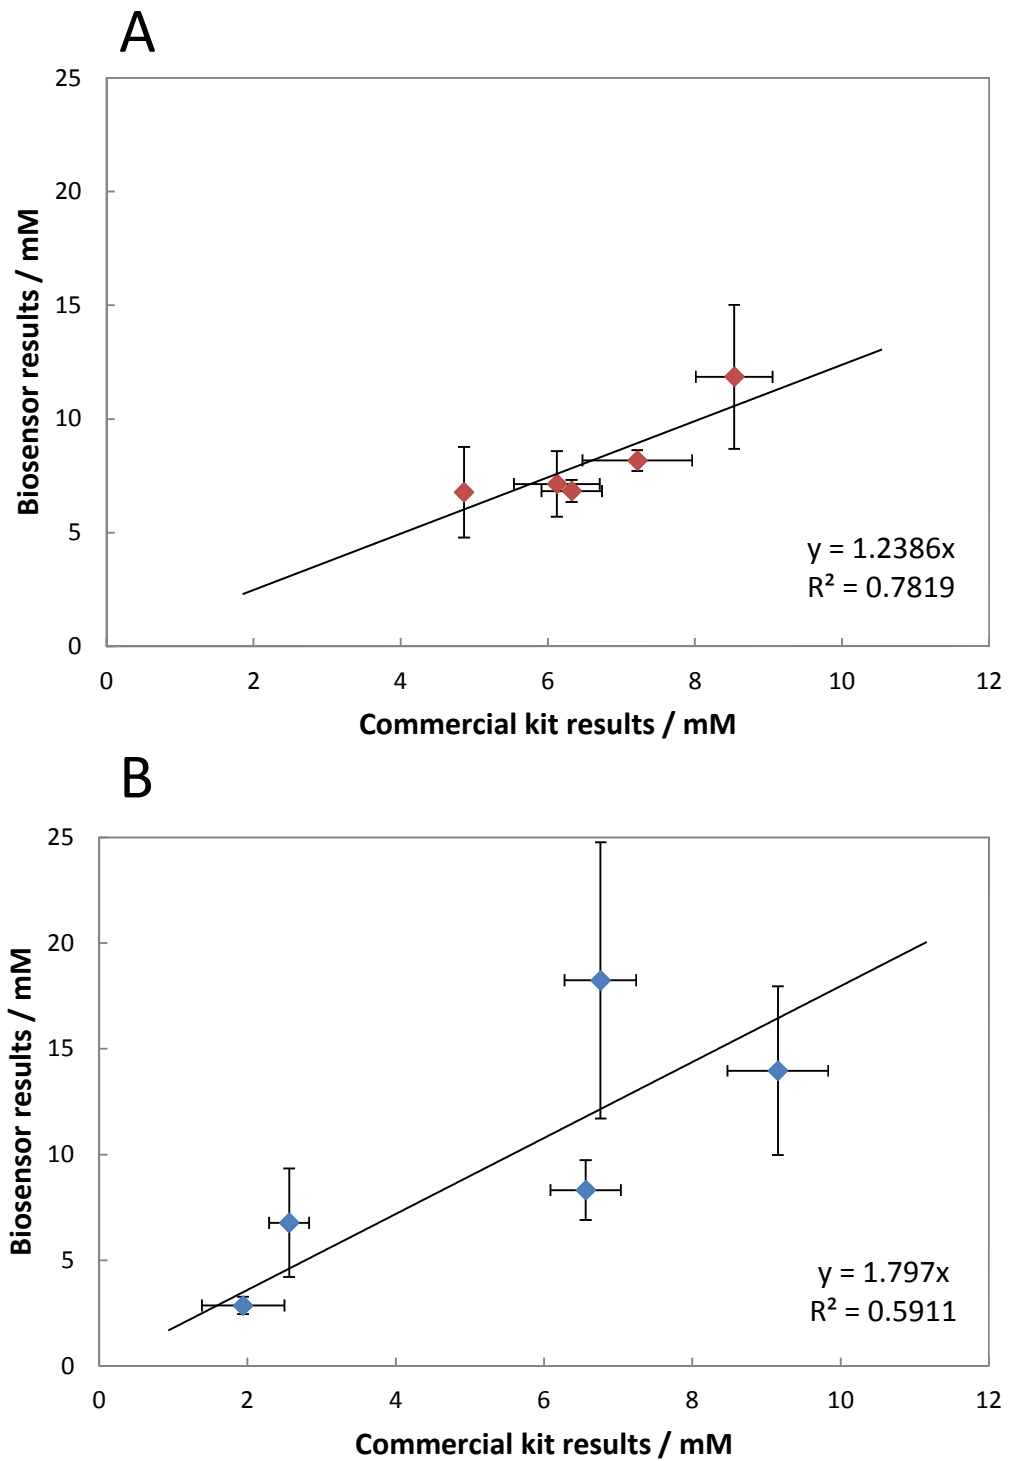 A
25
20
15
10
5
0
Biosensor results / mM
y = 1.2386x
R² = 0.7819
0 2 4 6 8 10 12
Commercial kit results / mM
B
25
20
15
10
5
0
Biosensor results / mM
y = 1.797x
R² = 0.5911
0 2 4 6 8 10 12
Commercial kit results / mM